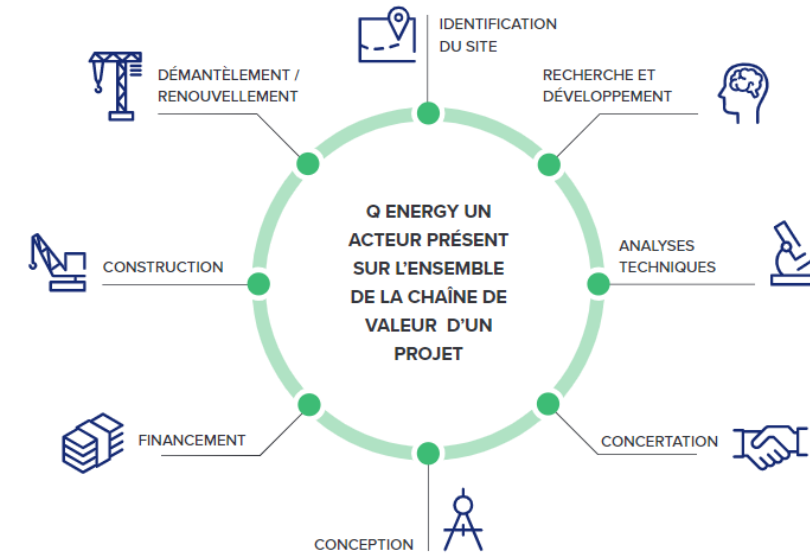 IDENTIFICATION
DU SITE
RECHERCHE ET
DÉVELOPPEMENT
ANALYSES
TECHNIQUES
CONCERTATION
CONCEPTION
FINANCEMENT
CONSTRUCTION
DÉMANTÈLEMENT /
RENOUVELLEMENT
Q ENERGY UN
ACTEUR PRÉSENT
SUR L'ENSEMBLE
DE LA CHAÎNE DE
VALEUR D'UN
PROJET